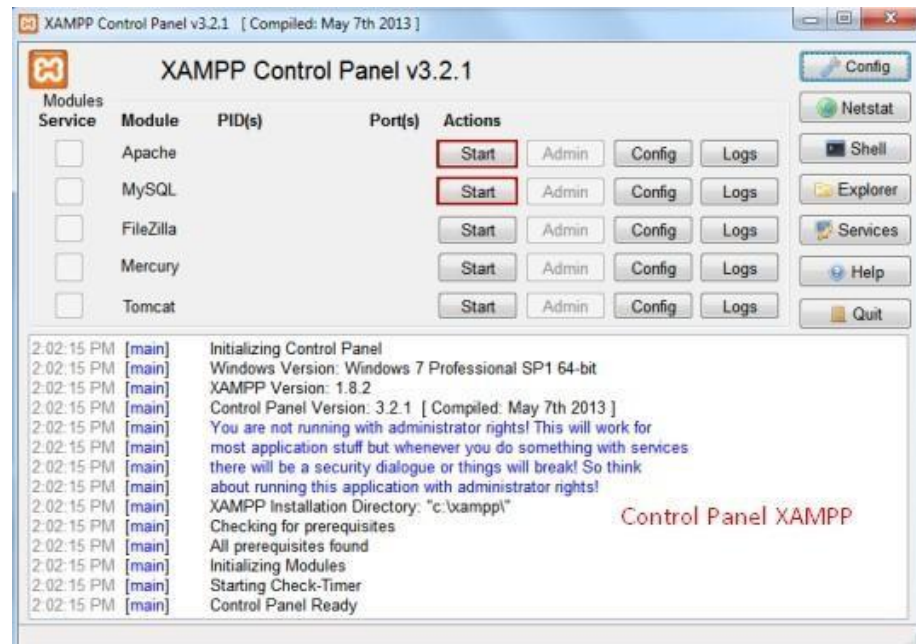 XAMPP Control Panel v3.2.1 [ Compiled: May 7th 2013 ]
XAMPP Control Panel v3.2.1
Config
Modules
Service Module PID(s) Port(s) Actions
Netstat
Apache Start Admin Config Logs
Shell
MySQL Start Admin Config Logs
Explorer
FileZilla Start Admin Config Logs
Services
Mercury Start Admin Config Logs
Help
Tomcat Start Admin Config Logs
Quit
2:02:15 PM [main] Initializing Control Panel
2:02:15 PM [main] Windows Version: Windows 7 Professional SP1 64-bit
2:02:15 PM [main] XAMPP Version: 1.8.2
2:02:15 PM [main] Control Panel Version: 3.2.1 [ Compiled: May 7th 2013 ]
2:02:15 PM [main] You are not running with administrator rights! This will work for
2:02:15 PM [main] most application stuff but whenever you do something with services
2:02:15 PM [main] there will be a security dialogue or things will break! So think
2:02:15 PM [main] about running this application with administrator rights!
2:02:15 PM [main] XAMPP Installation Directory: "c:\xampp\"
2:02:15 PM [main] Checking for prerequisites
2:02:15 PM [main] All prerequisites found
2:02:15 PM [main] Initializing Modules
2:02:15 PM [main] Starting Check-Timer
2:02:15 PM [main] Control Panel Ready
Control Panel XAMPP